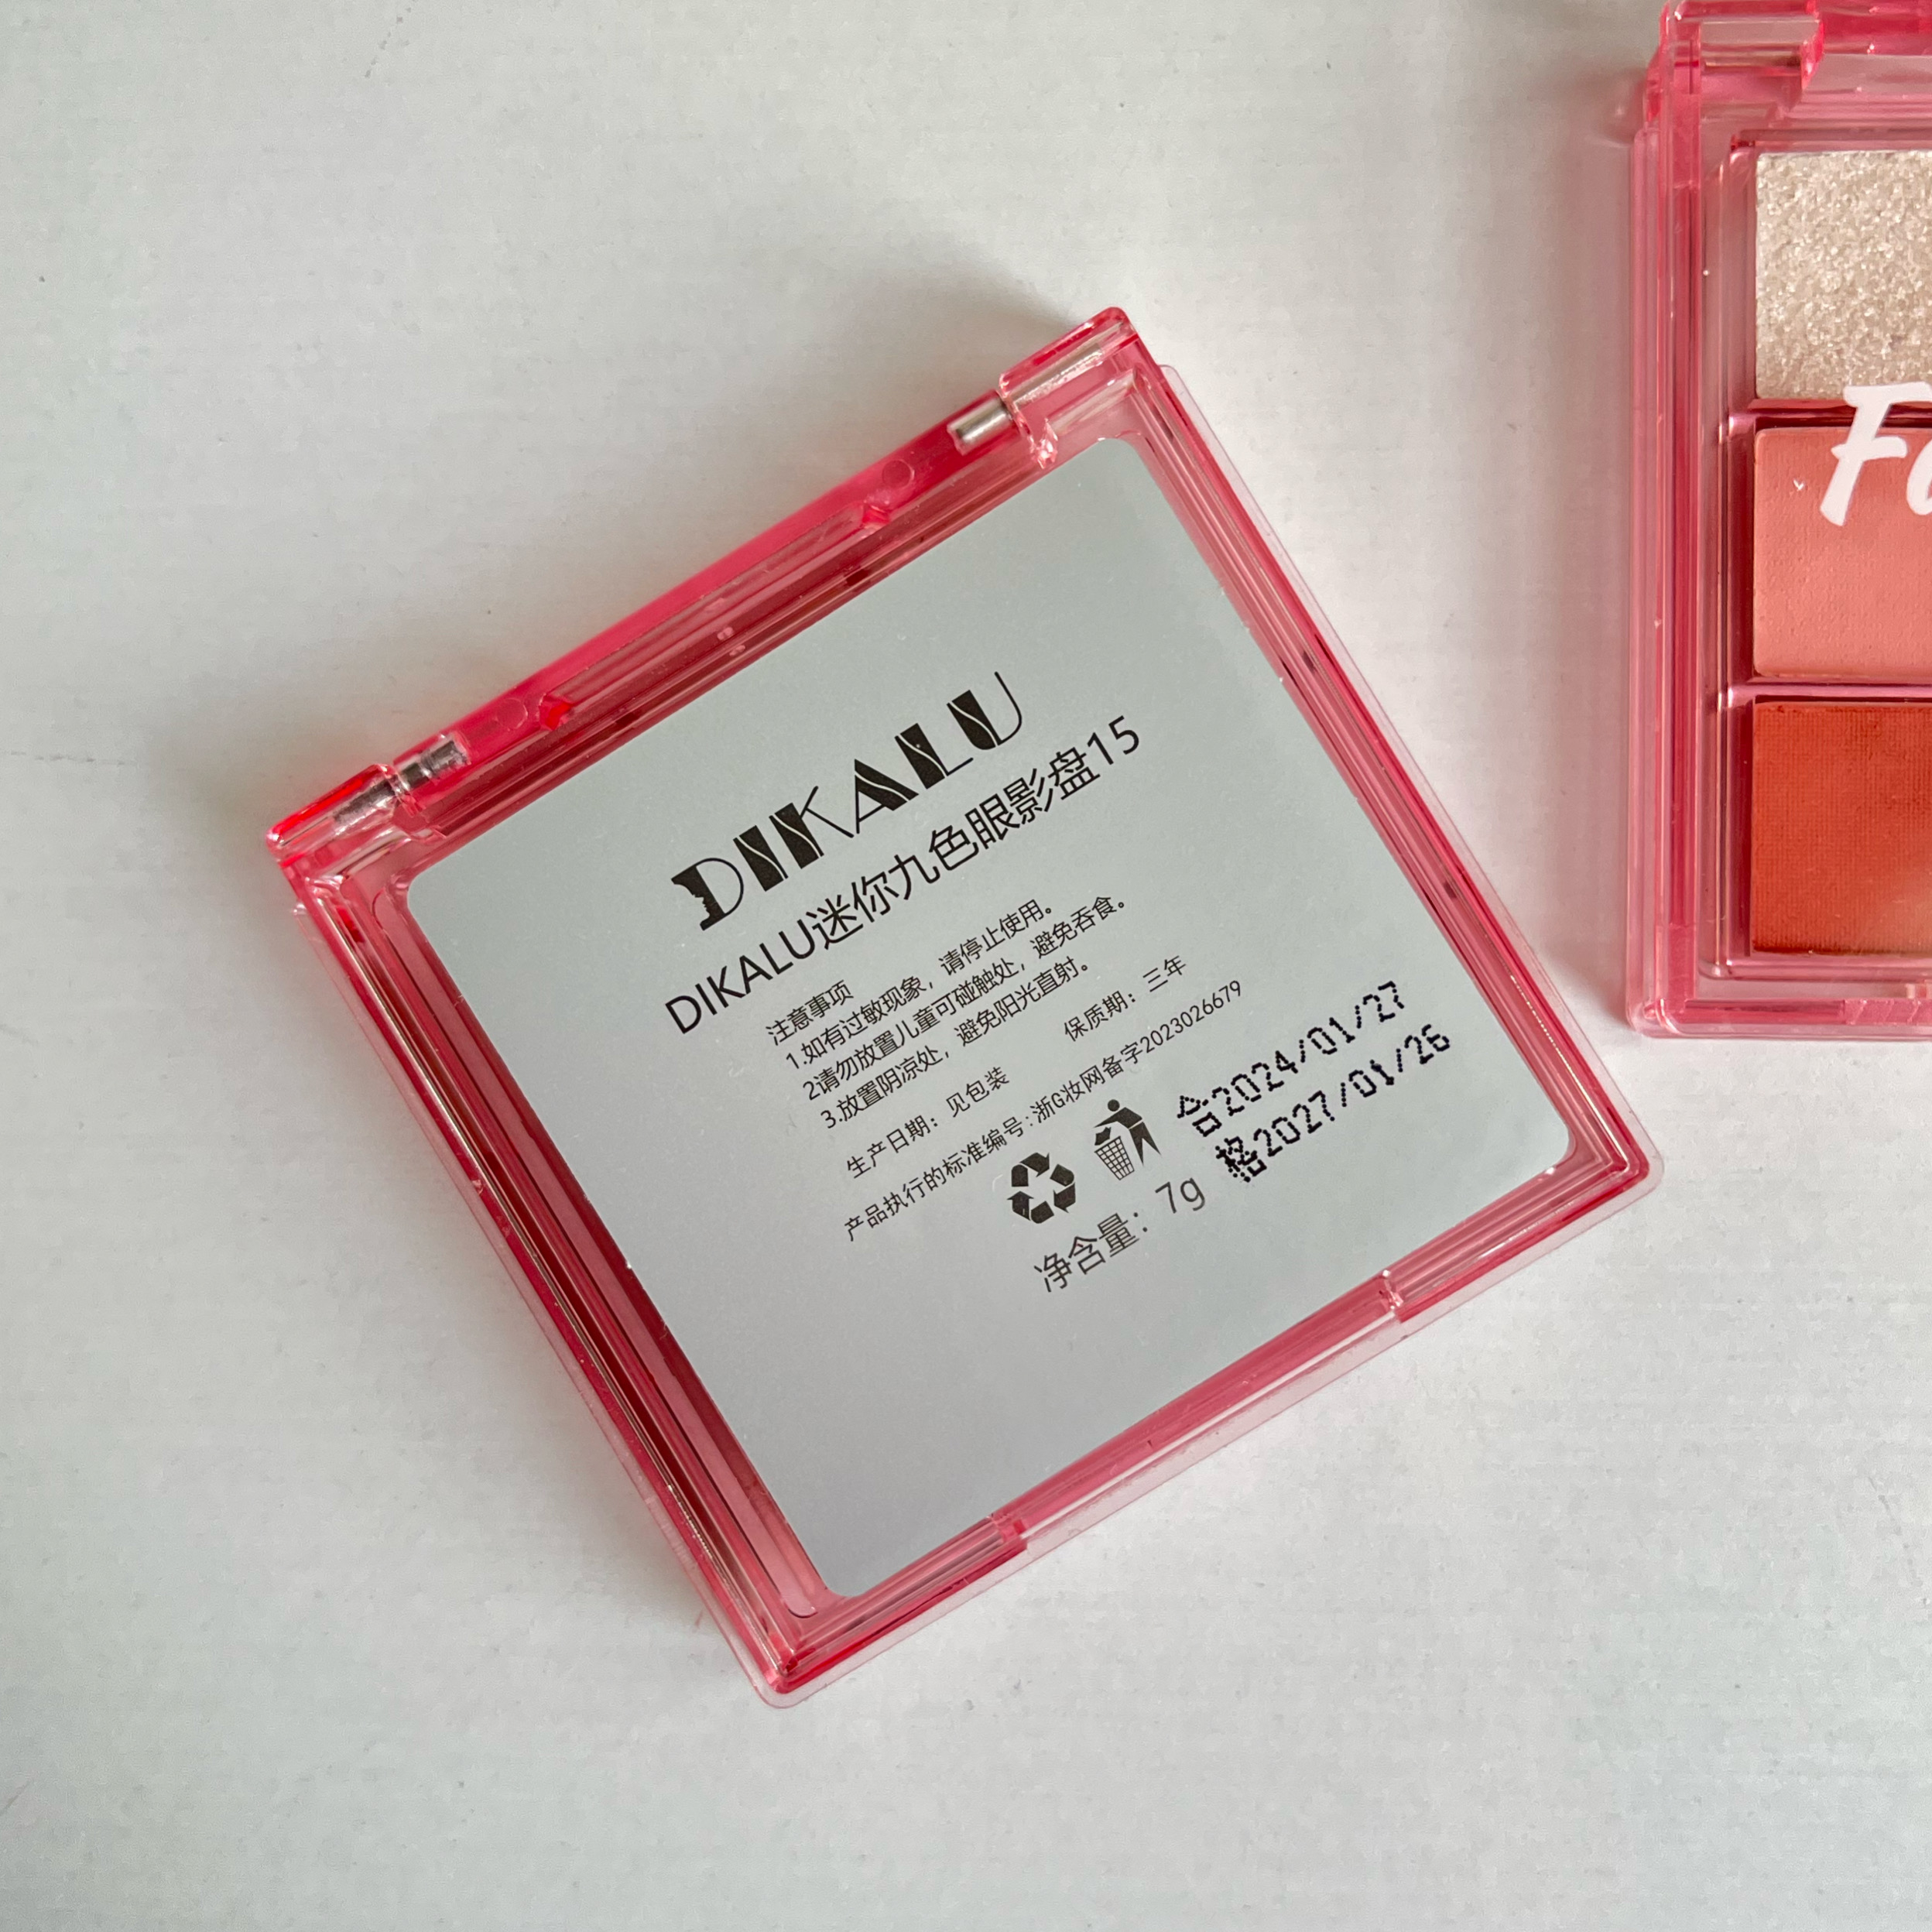 DIKALU
DIKALU迷你九色眼影盘15
注意事项
1.如有过敏现象，请停止使用。
2请勿放置儿童可碰触处，避免吞食。
3.放置阴凉处，避免阳光直射。
生产日期：见包装 保质期：三年
产品执行的标准编号:浙G妆网备字2023026679
合2024/01/27
格2027/01/26
净含量：7g